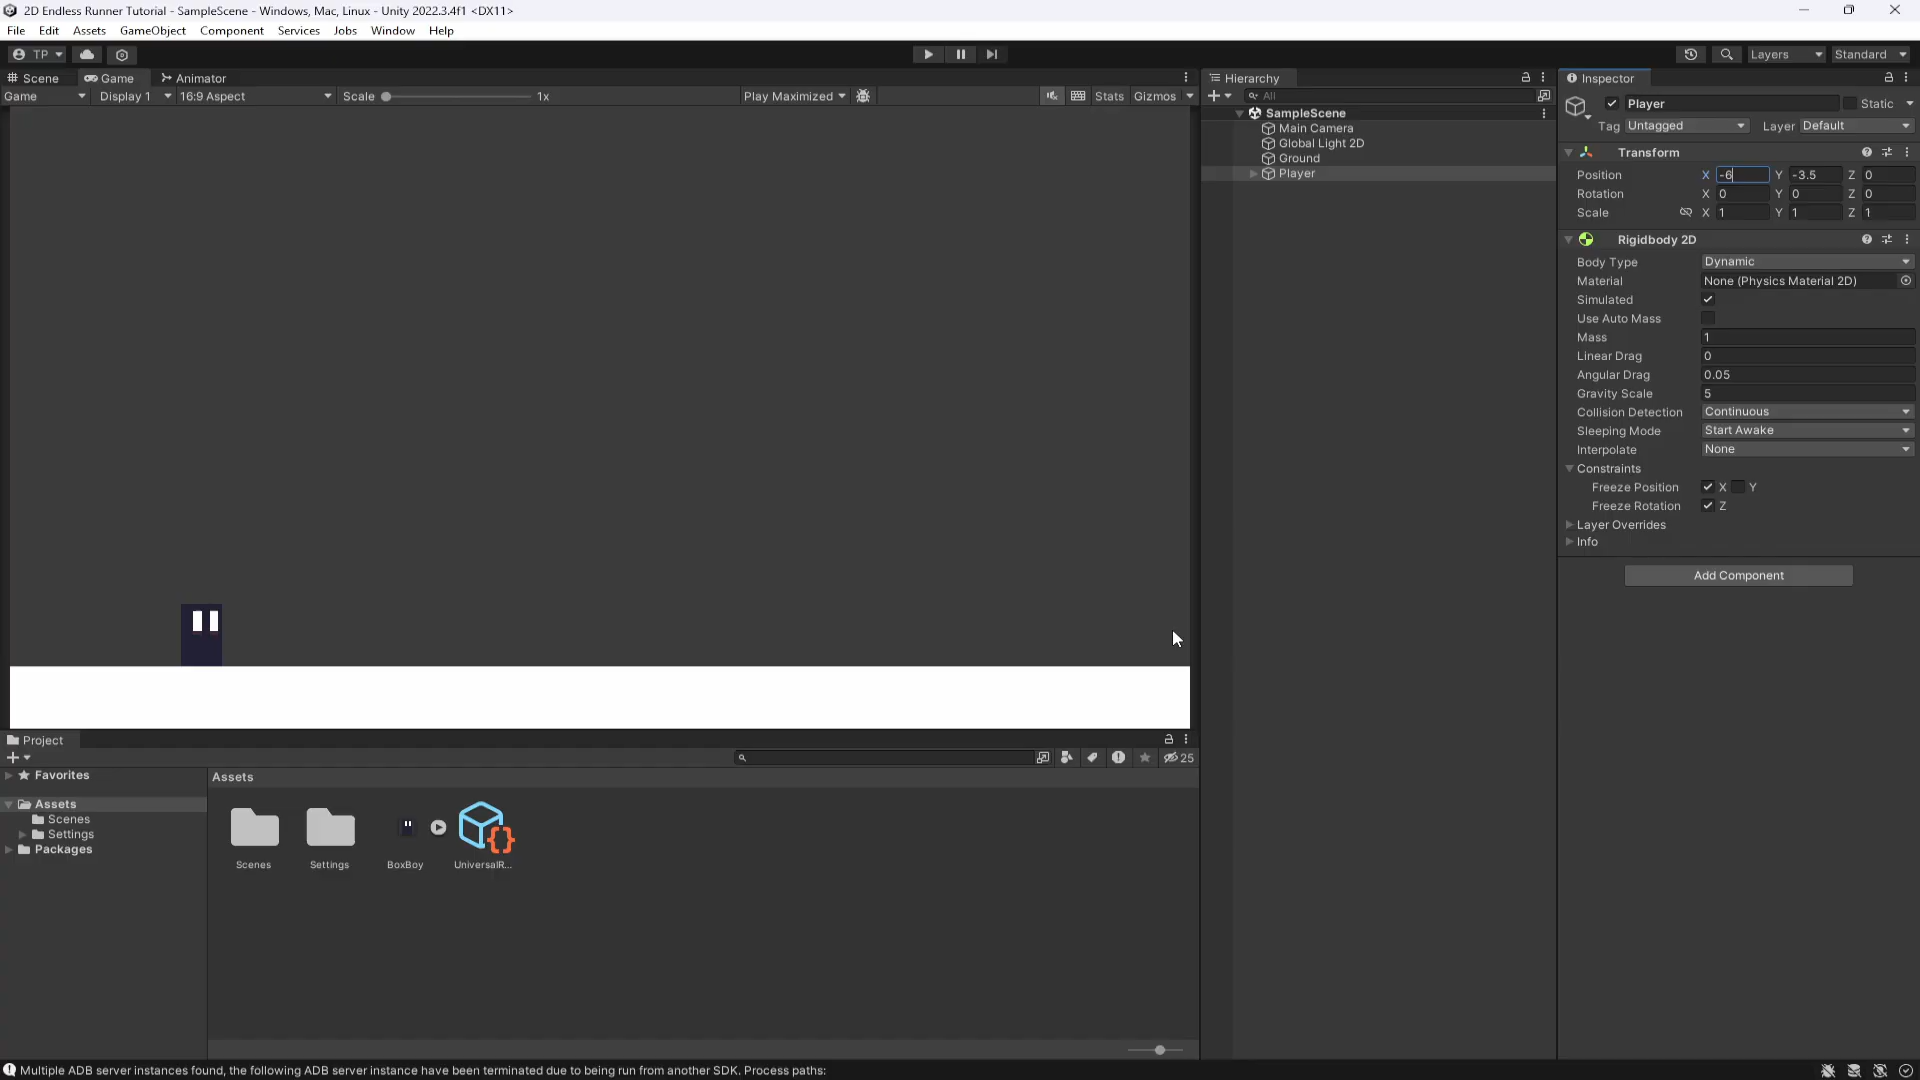 2D Endless Runner Tutorial - SampleScene - Windows, Mac, Linux - Unity 2022.3.4f1 <DX11>
File Edit Assets GameObject Component Services Jobs Window Help
TP Layers Standard
Scene Game Animator
Game Display 1 16:9 Aspect Scale 1x Play Maximized Stats Gizmos
Hierarchy
All
SampleScene
Main Camera
Global Light 2D
Ground
Player
Inspector
Player Static
Tag Untagged Layer Default
Transform
Position X -6 Y -3.5 Z 0
Rotation X 0 Y 0 Z 0
Scale X 1 Y 1 Z 1
Rigidbody 2D
Body Type Dynamic
Material None (Physics Material 2D)
Simulated
Use Auto Mass
Mass 1
Linear Drag 0
Angular Drag 0.05
Gravity Scale 5
Collision Detection Continuous
Sleeping Mode Start Awake
Interpolate None
Constraints
Freeze Position X Y
Freeze Rotation Z
Layer Overrides
Info
Add Component
Project
25
Favorites
Assets
Scenes
Settings
Packages
Assets
Scenes Settings BoxBoy UniversalR...
Multiple ADB server instances found, the following ADB server instance have been terminated due to being run from another SDK. Process paths: